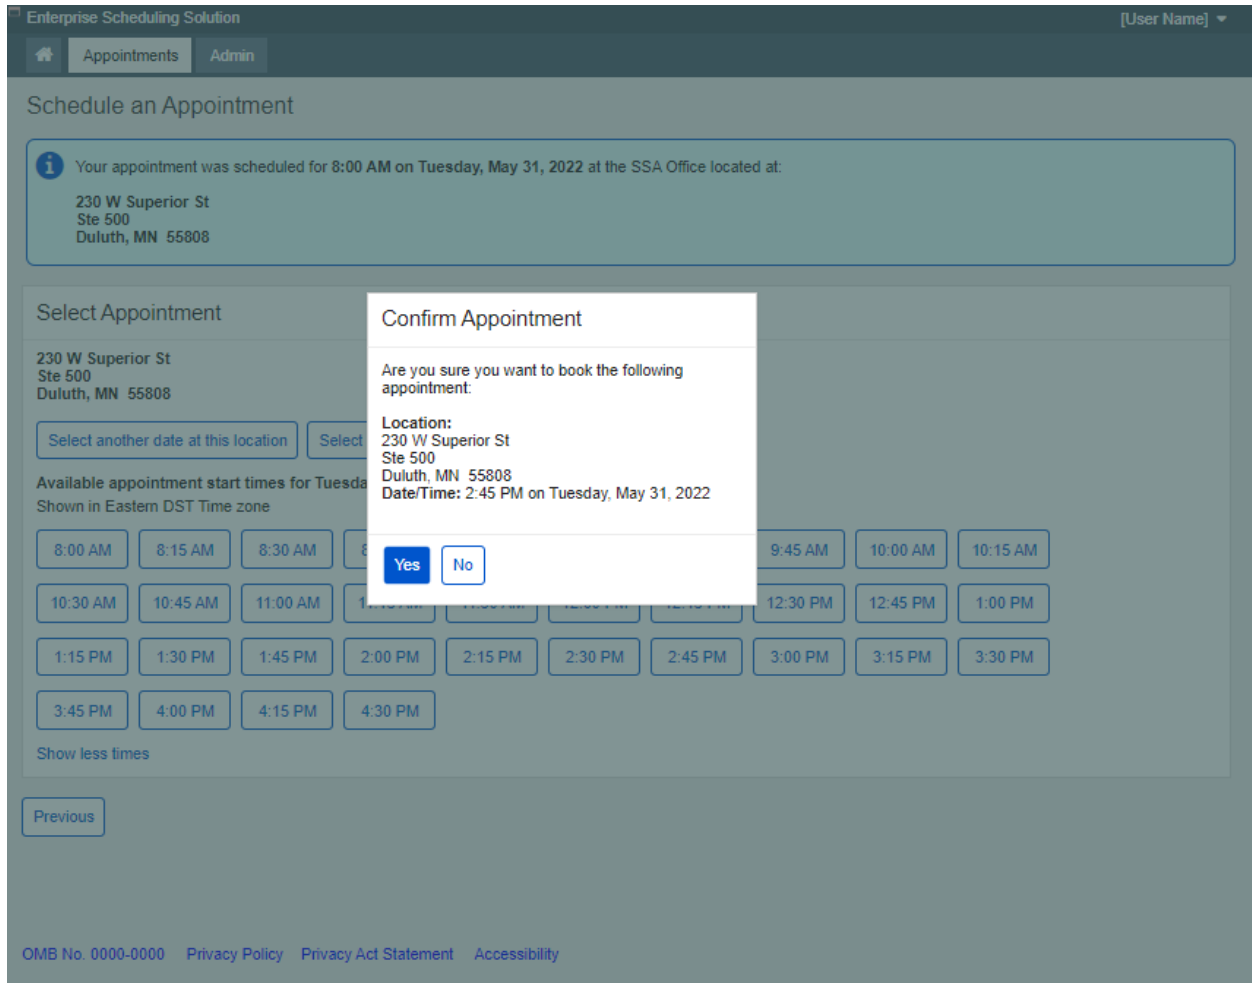 Enterprise Scheduling Solution [User Name]
Appointments Admin
Schedule an Appointment
Your appointment was scheduled for 8:00 AM on Tuesday, May 31, 2022 at the SSA Office located at:
230 W Superior St
Ste 500
Duluth, MN 55808
Select Appointment
230 W Superior St
Ste 500
Duluth, MN 55808
Select another date at this location Select
Available appointment start times for Tuesda
Shown in Eastern DST Time zone
Confirm Appointment
Are you sure you want to book the following
appointment:
Location:
230 W Superior St
Ste 500
Duluth, MN 55808
Date/Time: 2:45 PM on Tuesday, May 31, 2022
Yes No
8:00 AM 8:15 AM 8:30 AM 9:45 AM 10:00 AM 10:15 AM
10:30 AM 10:45 AM 11:00 AM 12:30 PM 12:45 PM 1:00 PM
1:15 PM 1:30 PM 1:45 PM 2:00 PM 2:15 PM 2:30 PM 2:45 PM 3:00 PM 3:15 PM 3:30 PM
3:45 PM 4:00 PM 4:15 PM 4:30 PM
Show less times
Previous
OMB No. 0000-0000 Privacy Policy Privacy Act Statement Accessibility